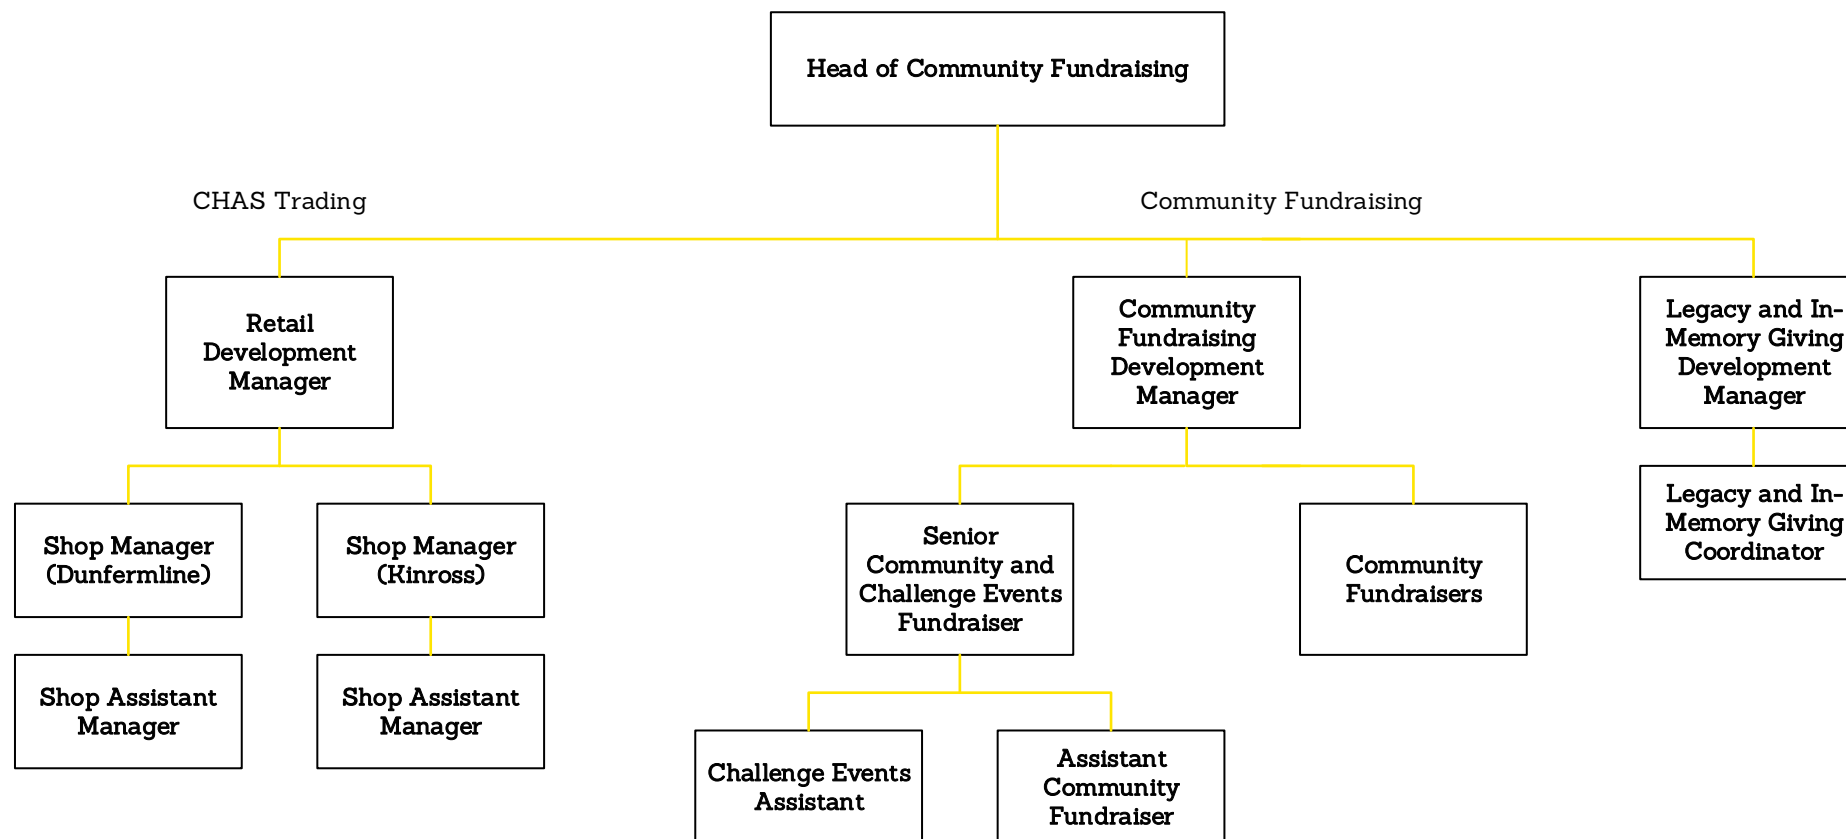 Head of Community Fundraising
CHAS Trading
Community Fundraising
Retail
Development
Manager
Community
Fundraising
Development
Manager
Legacy and In-
Memory Giving
Development
Manager
Shop Manager
(Dunfermline)
Shop Manager
(Kinross)
Senior
Community and
Challenge Events
Fundraiser
Community
Fundraisers
Legacy and In-
Memory Giving
Coordinator
Shop Assistant
Manager
Shop Assistant
Manager
Challenge Events
Assistant
Assistant
Community
Fundraiser